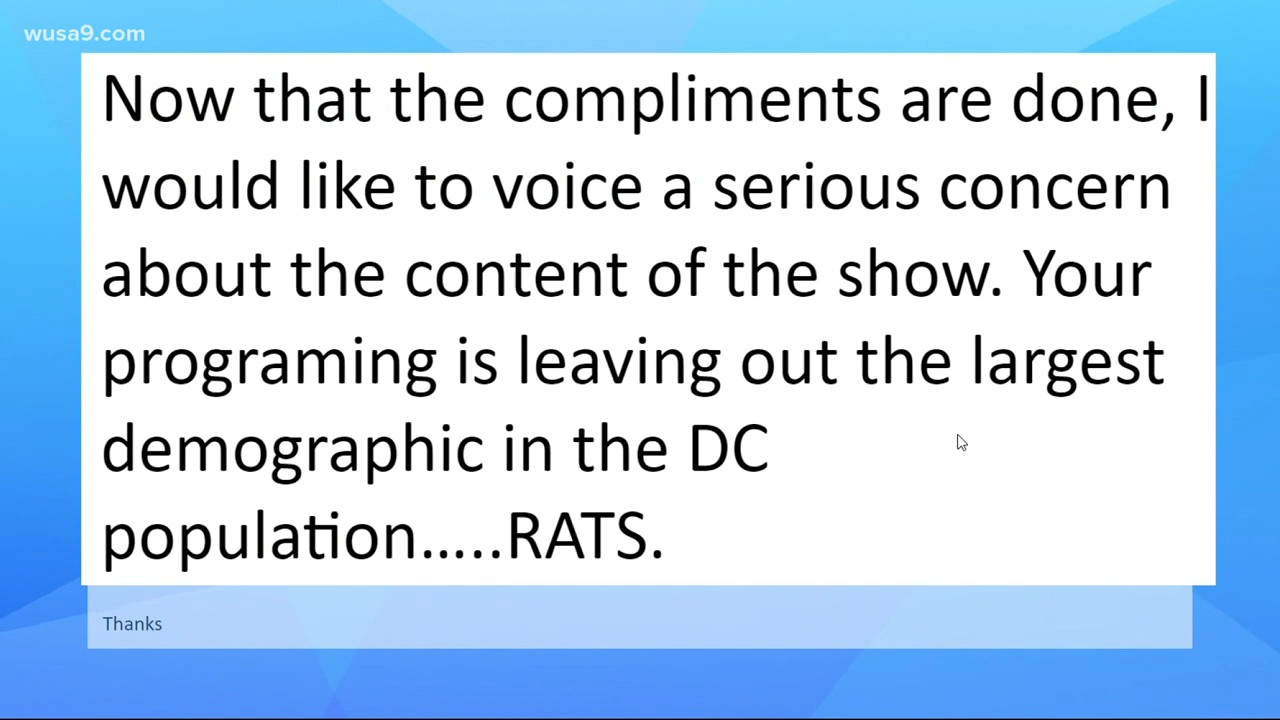 wusa9.com
Now that the compliments are done, I
would like to voice a serious concern
about the content of the show. Your
programing is leaving out the largest
demographic in the DC
population.....RATS.
Thanks